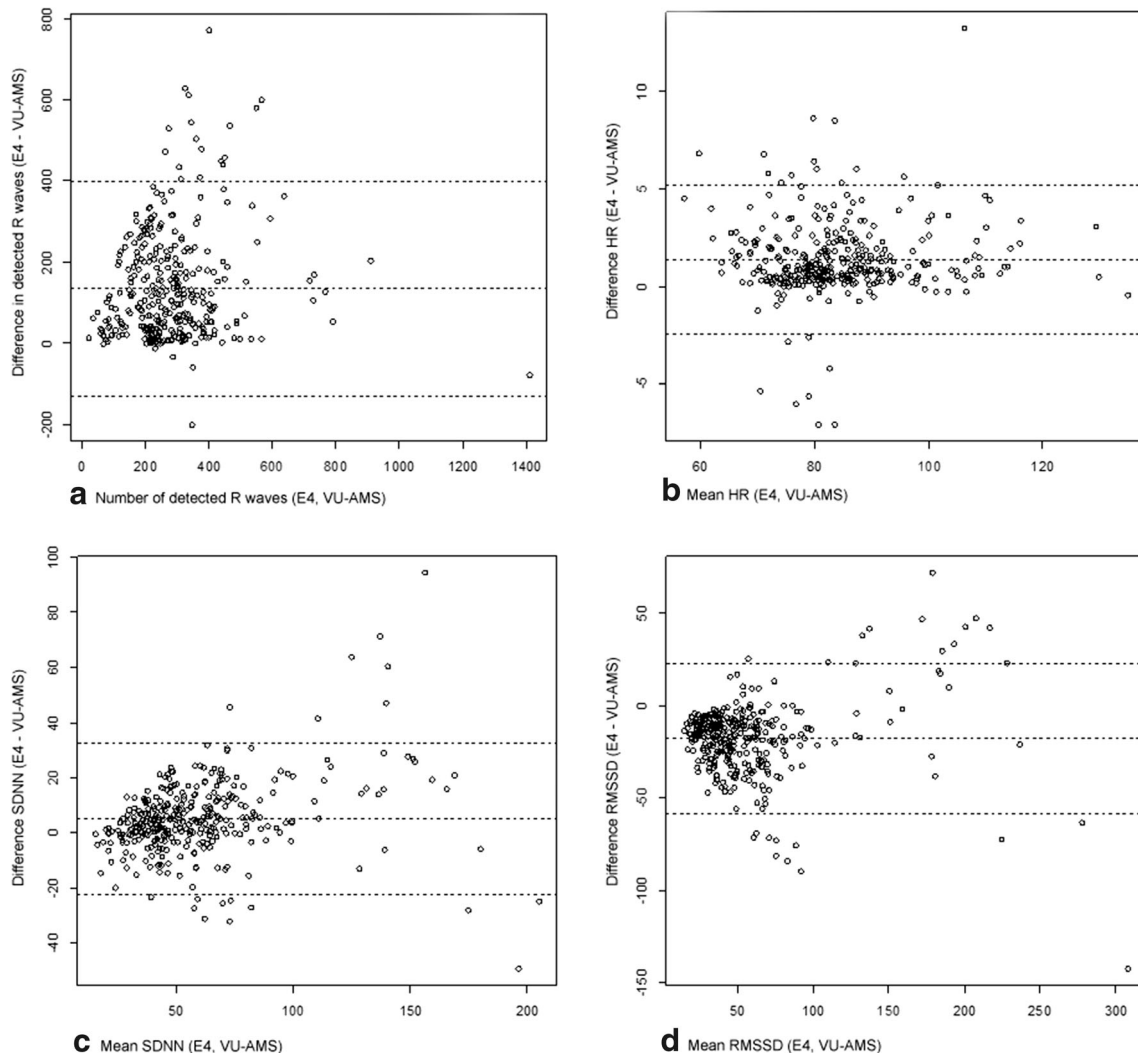 800
600
400
200
0
-200
Difference in detected R waves (E4 - VU-AMS)
0 200 400 600 800 1000 1200 1400
a Number of detected R waves (E4, VU-AMS)
10
5
0
-5
Difference HR (E4 - VU-AMS)
60 80 100 120
b Mean HR (E4, VU-AMS)
100
80
60
40
20
0
-20
-40
Difference SDNN (E4 - VU-AMS)
50 100 150 200
c Mean SDNN (E4, VU-AMS)
50
0
-50
-100
-150
Difference RMSSD (E4 - VU-AMS)
50 100 150 200 250 300
d Mean RMSSD (E4, VU-AMS)